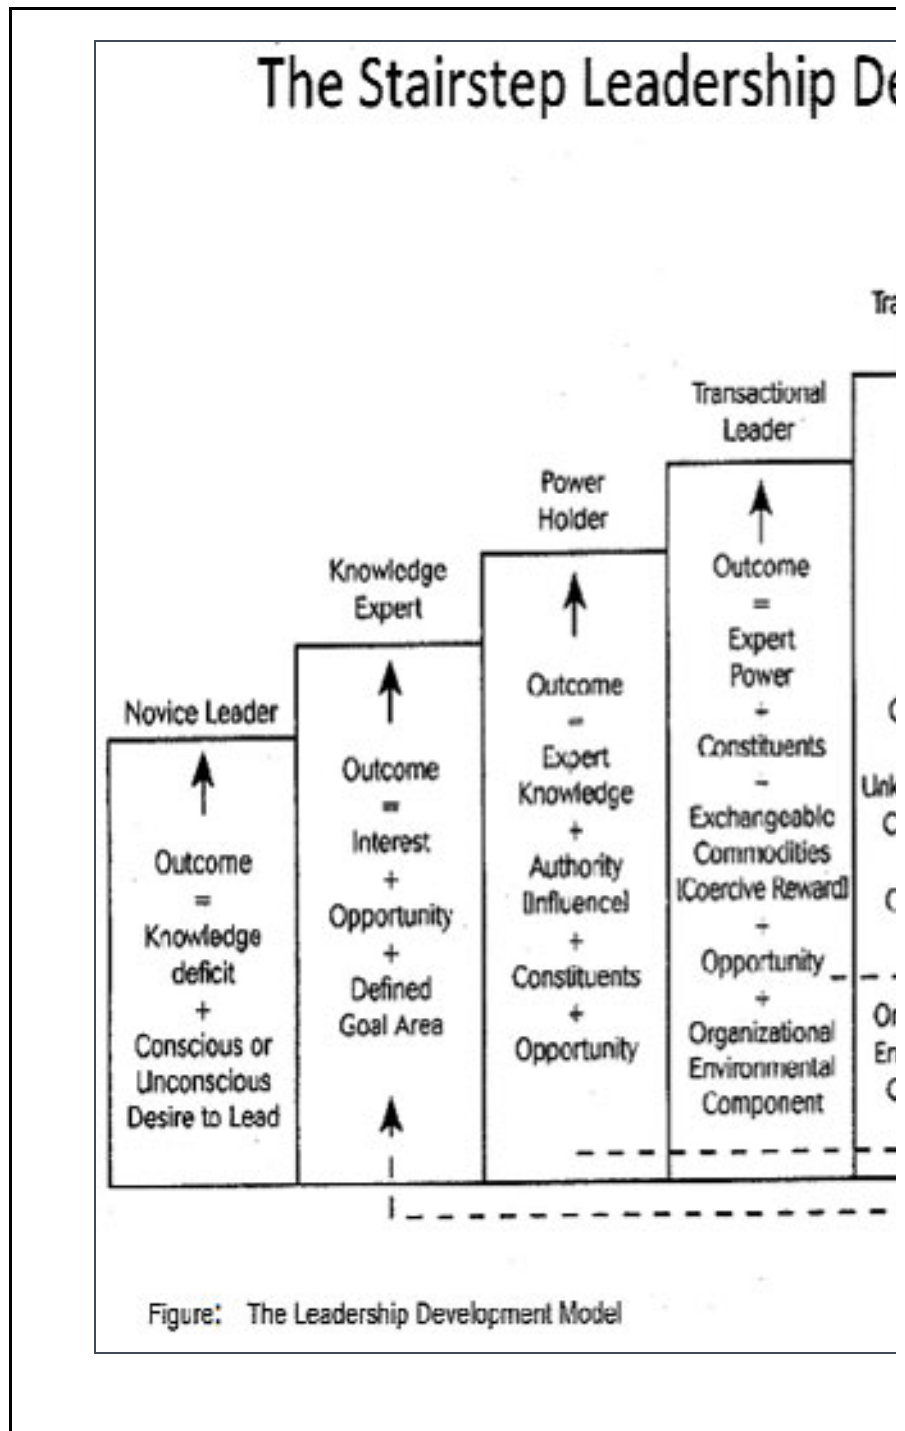 The Stairstep Leadership
Novice Leader
Outcome
=
Knowledge
deficit
+
Conscious or
Unconscious
Desire to Lead
Knowledge
Expert
Outcome
=
Interest
+
Opportunity
+
Defined
Goal Area
Power
Holder
Outcome
=
Expert
Knowledge
+
Authority
[Influence]
+
Constituents
+
Opportunity
Transactional
Leader
Outcome
=
Expert
Power
+
Constituents
Exchangeable
Commodities
[Coercive Reward]
+
Opportunity
+
Organizational
Environmental
Component
Figure: The Leadership Development Model